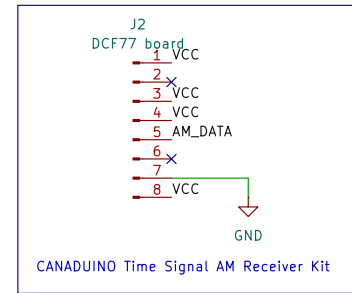 J2
DCF77 board
1 VCC
2
3 VCC
4 VCC
5 AM_DATA
6
7
8 VCC
GND
CANADUINO Time Signal AM Receiver Kit